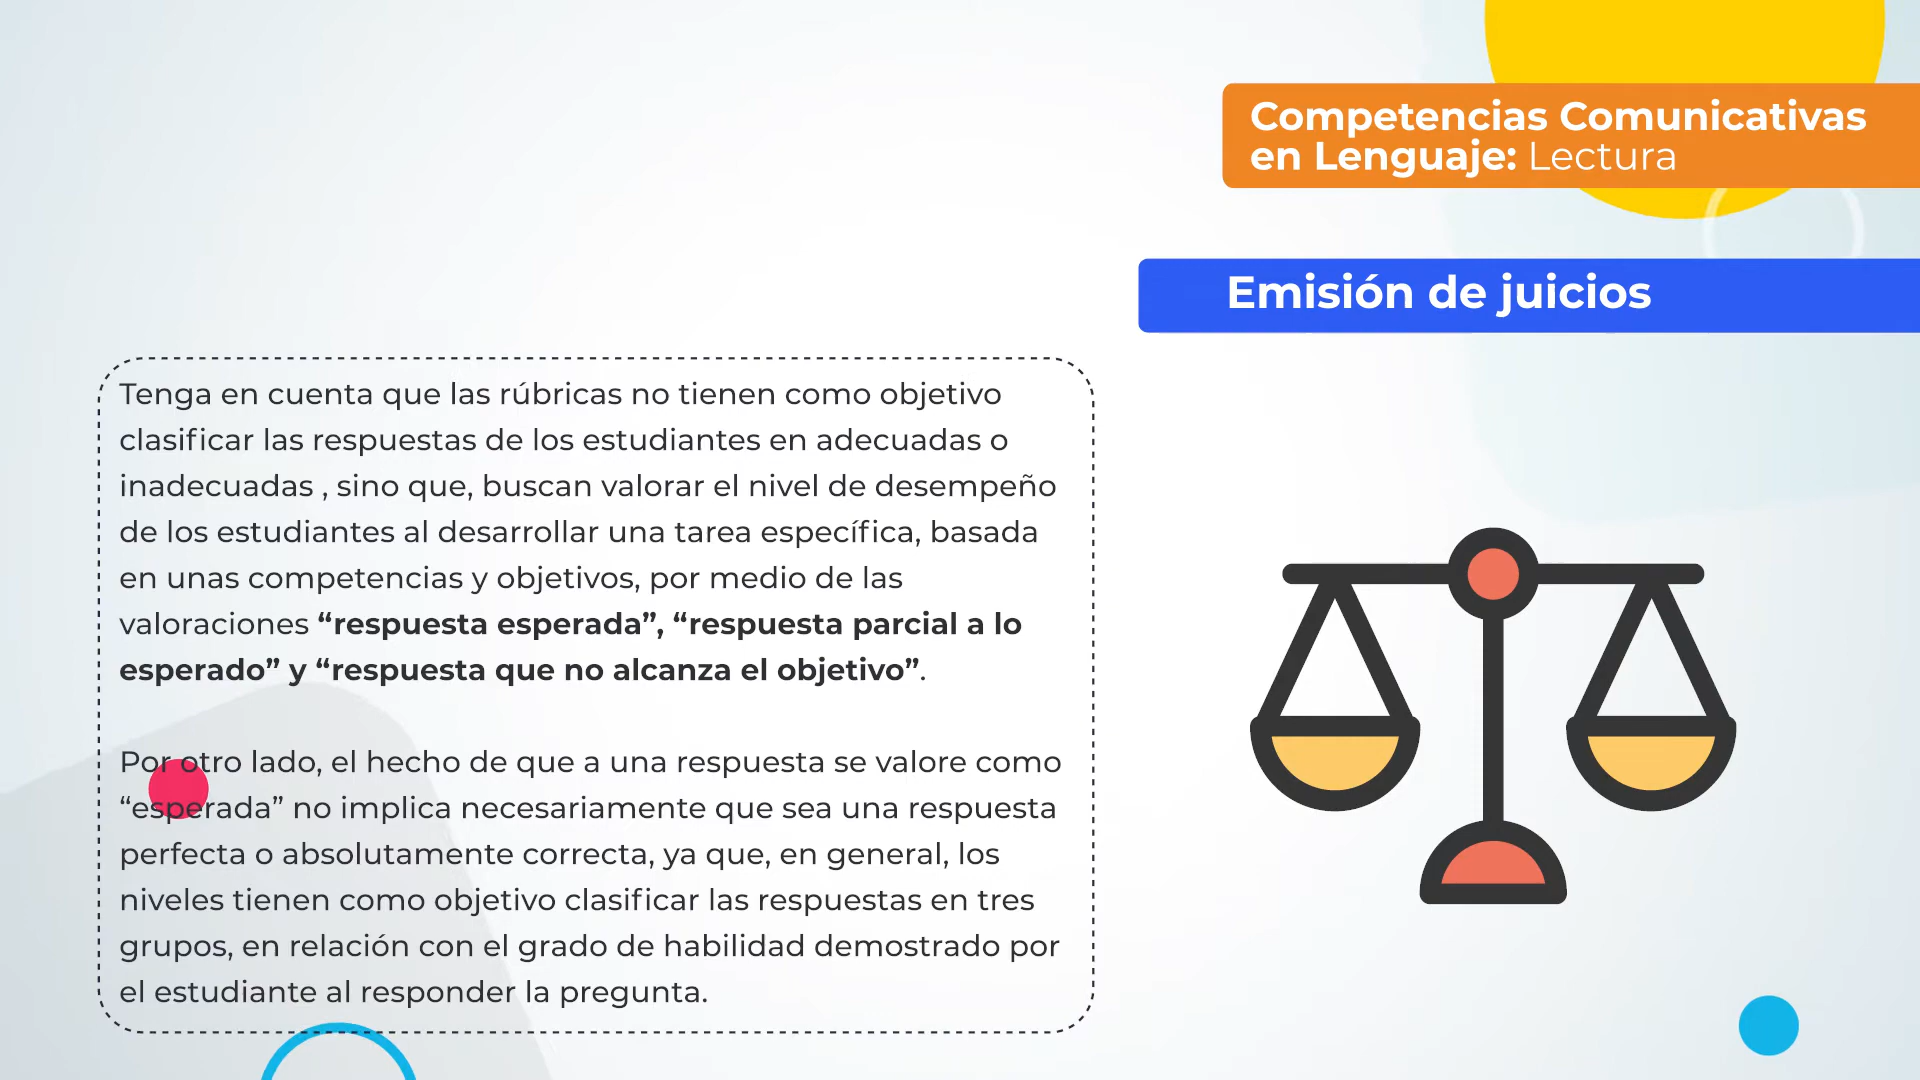 Competencias Comunicativas
en Lenguaje: Lectura
Emisión de juicios
Tenga en cuenta que las rúbricas no tienen como objetivo
clasificar las respuestas de los estudiantes en adecuadas o
inadecuadas , sino que, buscan valorar el nivel de desempeño
de los estudiantes al desarrollar una tarea específica, basada
en unas competencias y objetivos, por medio de las
valoraciones “respuesta esperada”, “respuesta parcial a lo
esperado” y “respuesta que no alcanza el objetivo”.
Por otro lado, el hecho de que a una respuesta se valore como
“esperada” no implica necesariamente que sea una respuesta
perfecta o absolutamente correcta, ya que, en general, los
niveles tienen como objetivo clasificar las respuestas en tres
grupos, en relación con el grado de habilidad demostrado por
el estudiante al responder la pregunta.